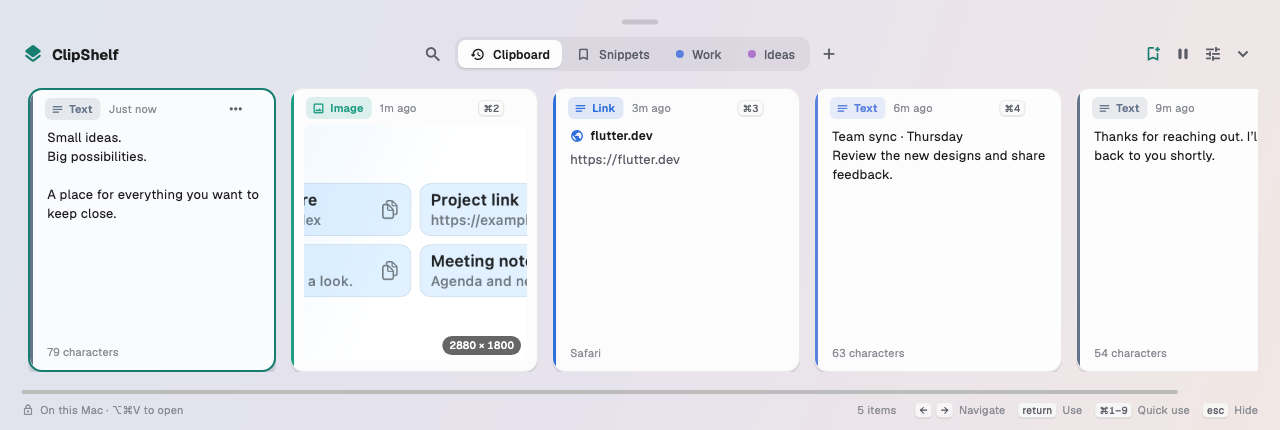 ClipShelf
Clipboard
Snippets
Work
Ideas
Text
Just now
Small ideas.
Big possibilities.
A place for everything you want to
keep close.
79 characters
Image
1m ago
⌘2
re
lex
Project link
https://exampl
a look.
Meeting note
Agenda and ne
2880 × 1800
Link
3m ago
⌘3
flutter.dev
https://flutter.dev
Safari
Text
6m ago
⌘4
Team sync · Thursday
Review the new designs and share
feedback.
63 characters
Text
9m ago
Thanks for reaching out. I'l
back to you shortly.
54 characters
On this Mac · ⌥⌘V to open
5 items
← → Navigate
return Use
⌘1–9 Quick use
esc Hide